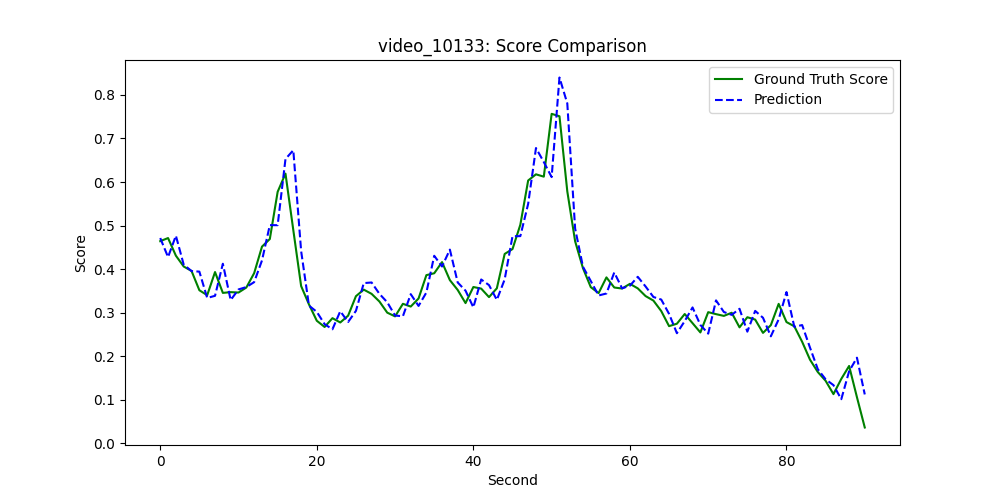 video_10133: Score Comparison
Ground Truth Score
Prediction
Score
0.8
0.7
0.6
0.5
0.4
0.3
0.2
0.1
0.0
0 20 40 60 80
Second